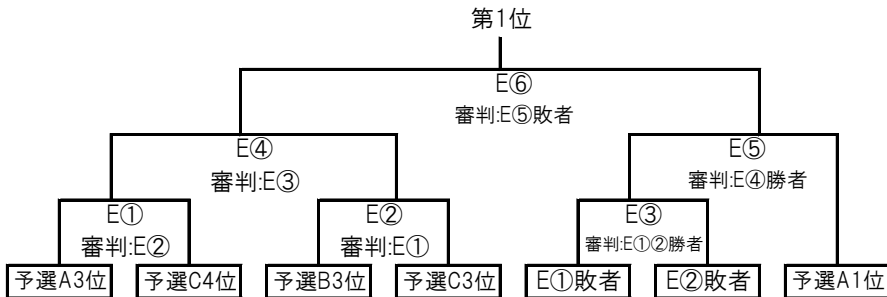 第1位
E⑥
審判:E⑤敗者
E④
審判:E③
E⑤
審判:E④勝者
E①
審判:E②
E②
審判:E①
E③
審判:E①②勝者
予選A3位
予選C4位
予選B3位
予選C3位
E①敗者
E②敗者
予選A1位